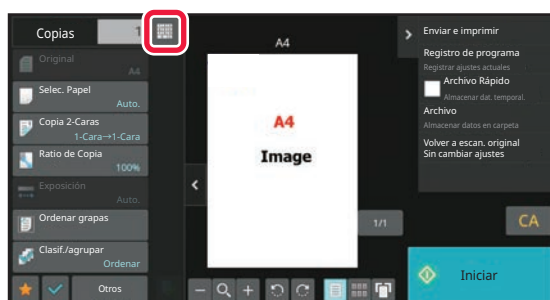 Copias
1
Original
A4
Selec. Papel
Auto.
Copia 2-Caras
1-Cara→1-Cara
Ratio de Copia
100%
Exposición
Auto.
Ordenar grapas
Clasif./agrupar
Ordenar
Otros
A4
A4
Image
1/1
Enviar e imprimir
Registro de programa
Registrar ajustes actuales
Archivo Rápido
Almacenar dat. temporal.
Archivo
Almacenar datos en carpeta
Volver a escan. original
Sin cambiar ajustes
CA
Iniciar